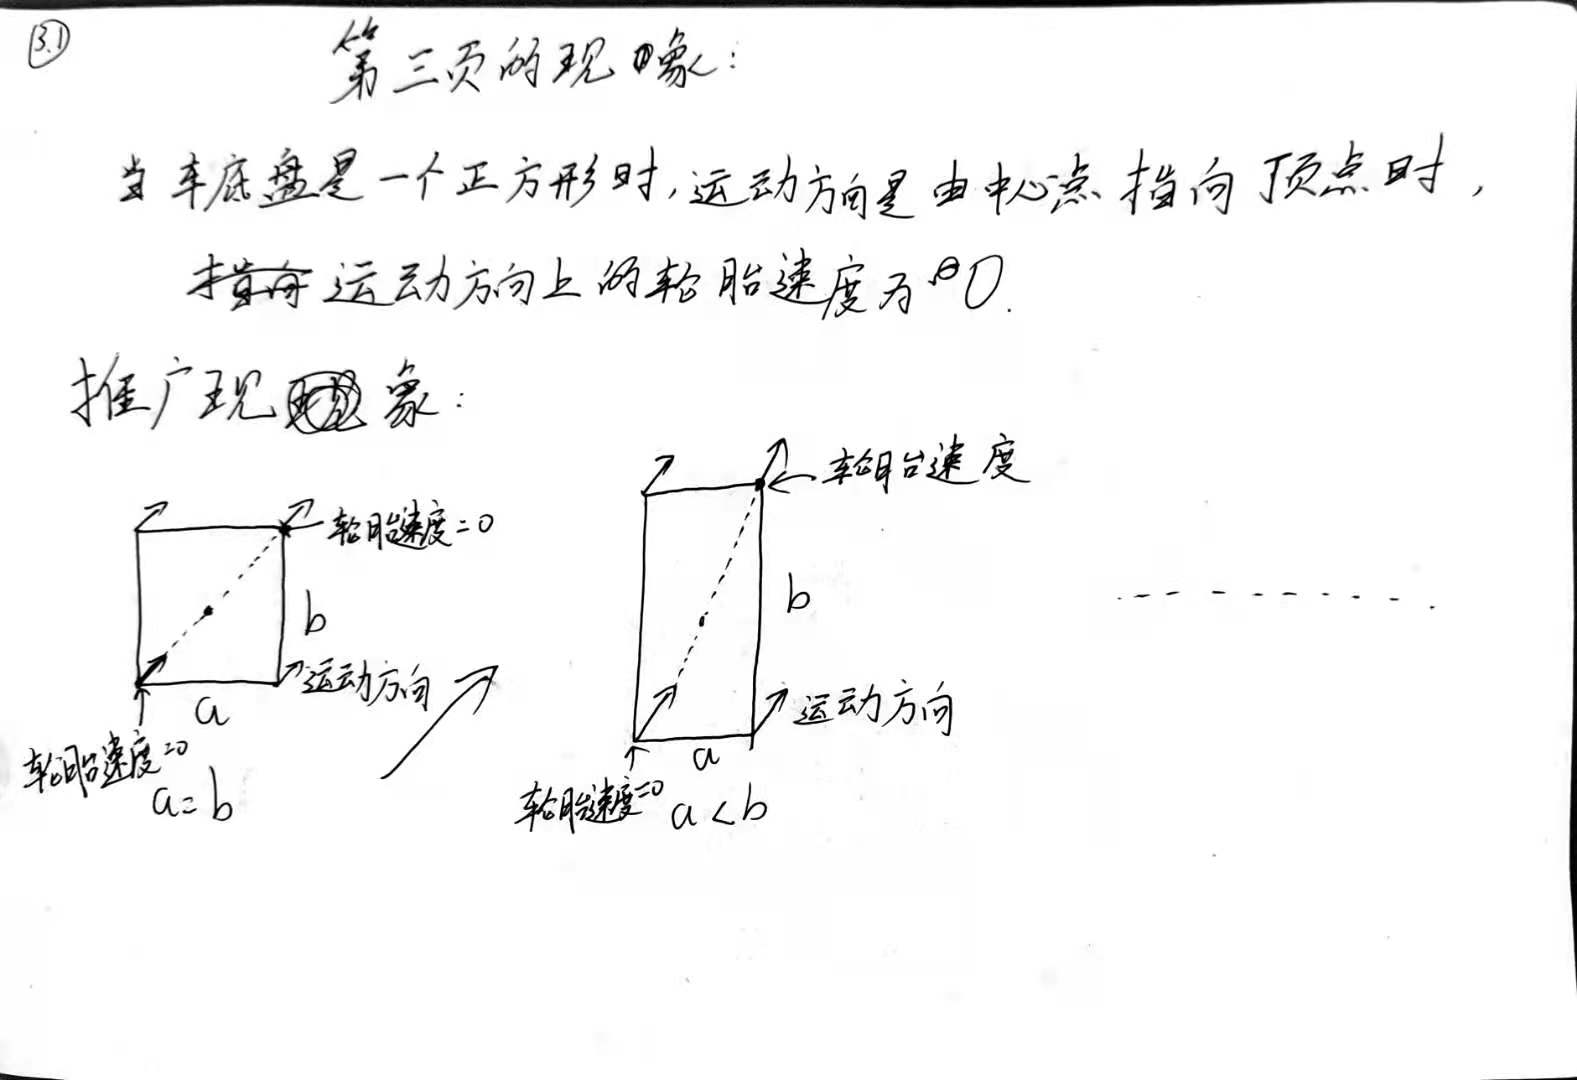 3.1
第三页的现象:
当车底盘是一个正方形时,运动方向是由中心点指向顶点时,
指向运动方向上的轮胎速度为0.
推广现象:
轮胎速度
轮胎速度=0
b
b
运动方向
运动方向
a
a
轮胎速度=0
轮胎速度=0
a=b
a<b